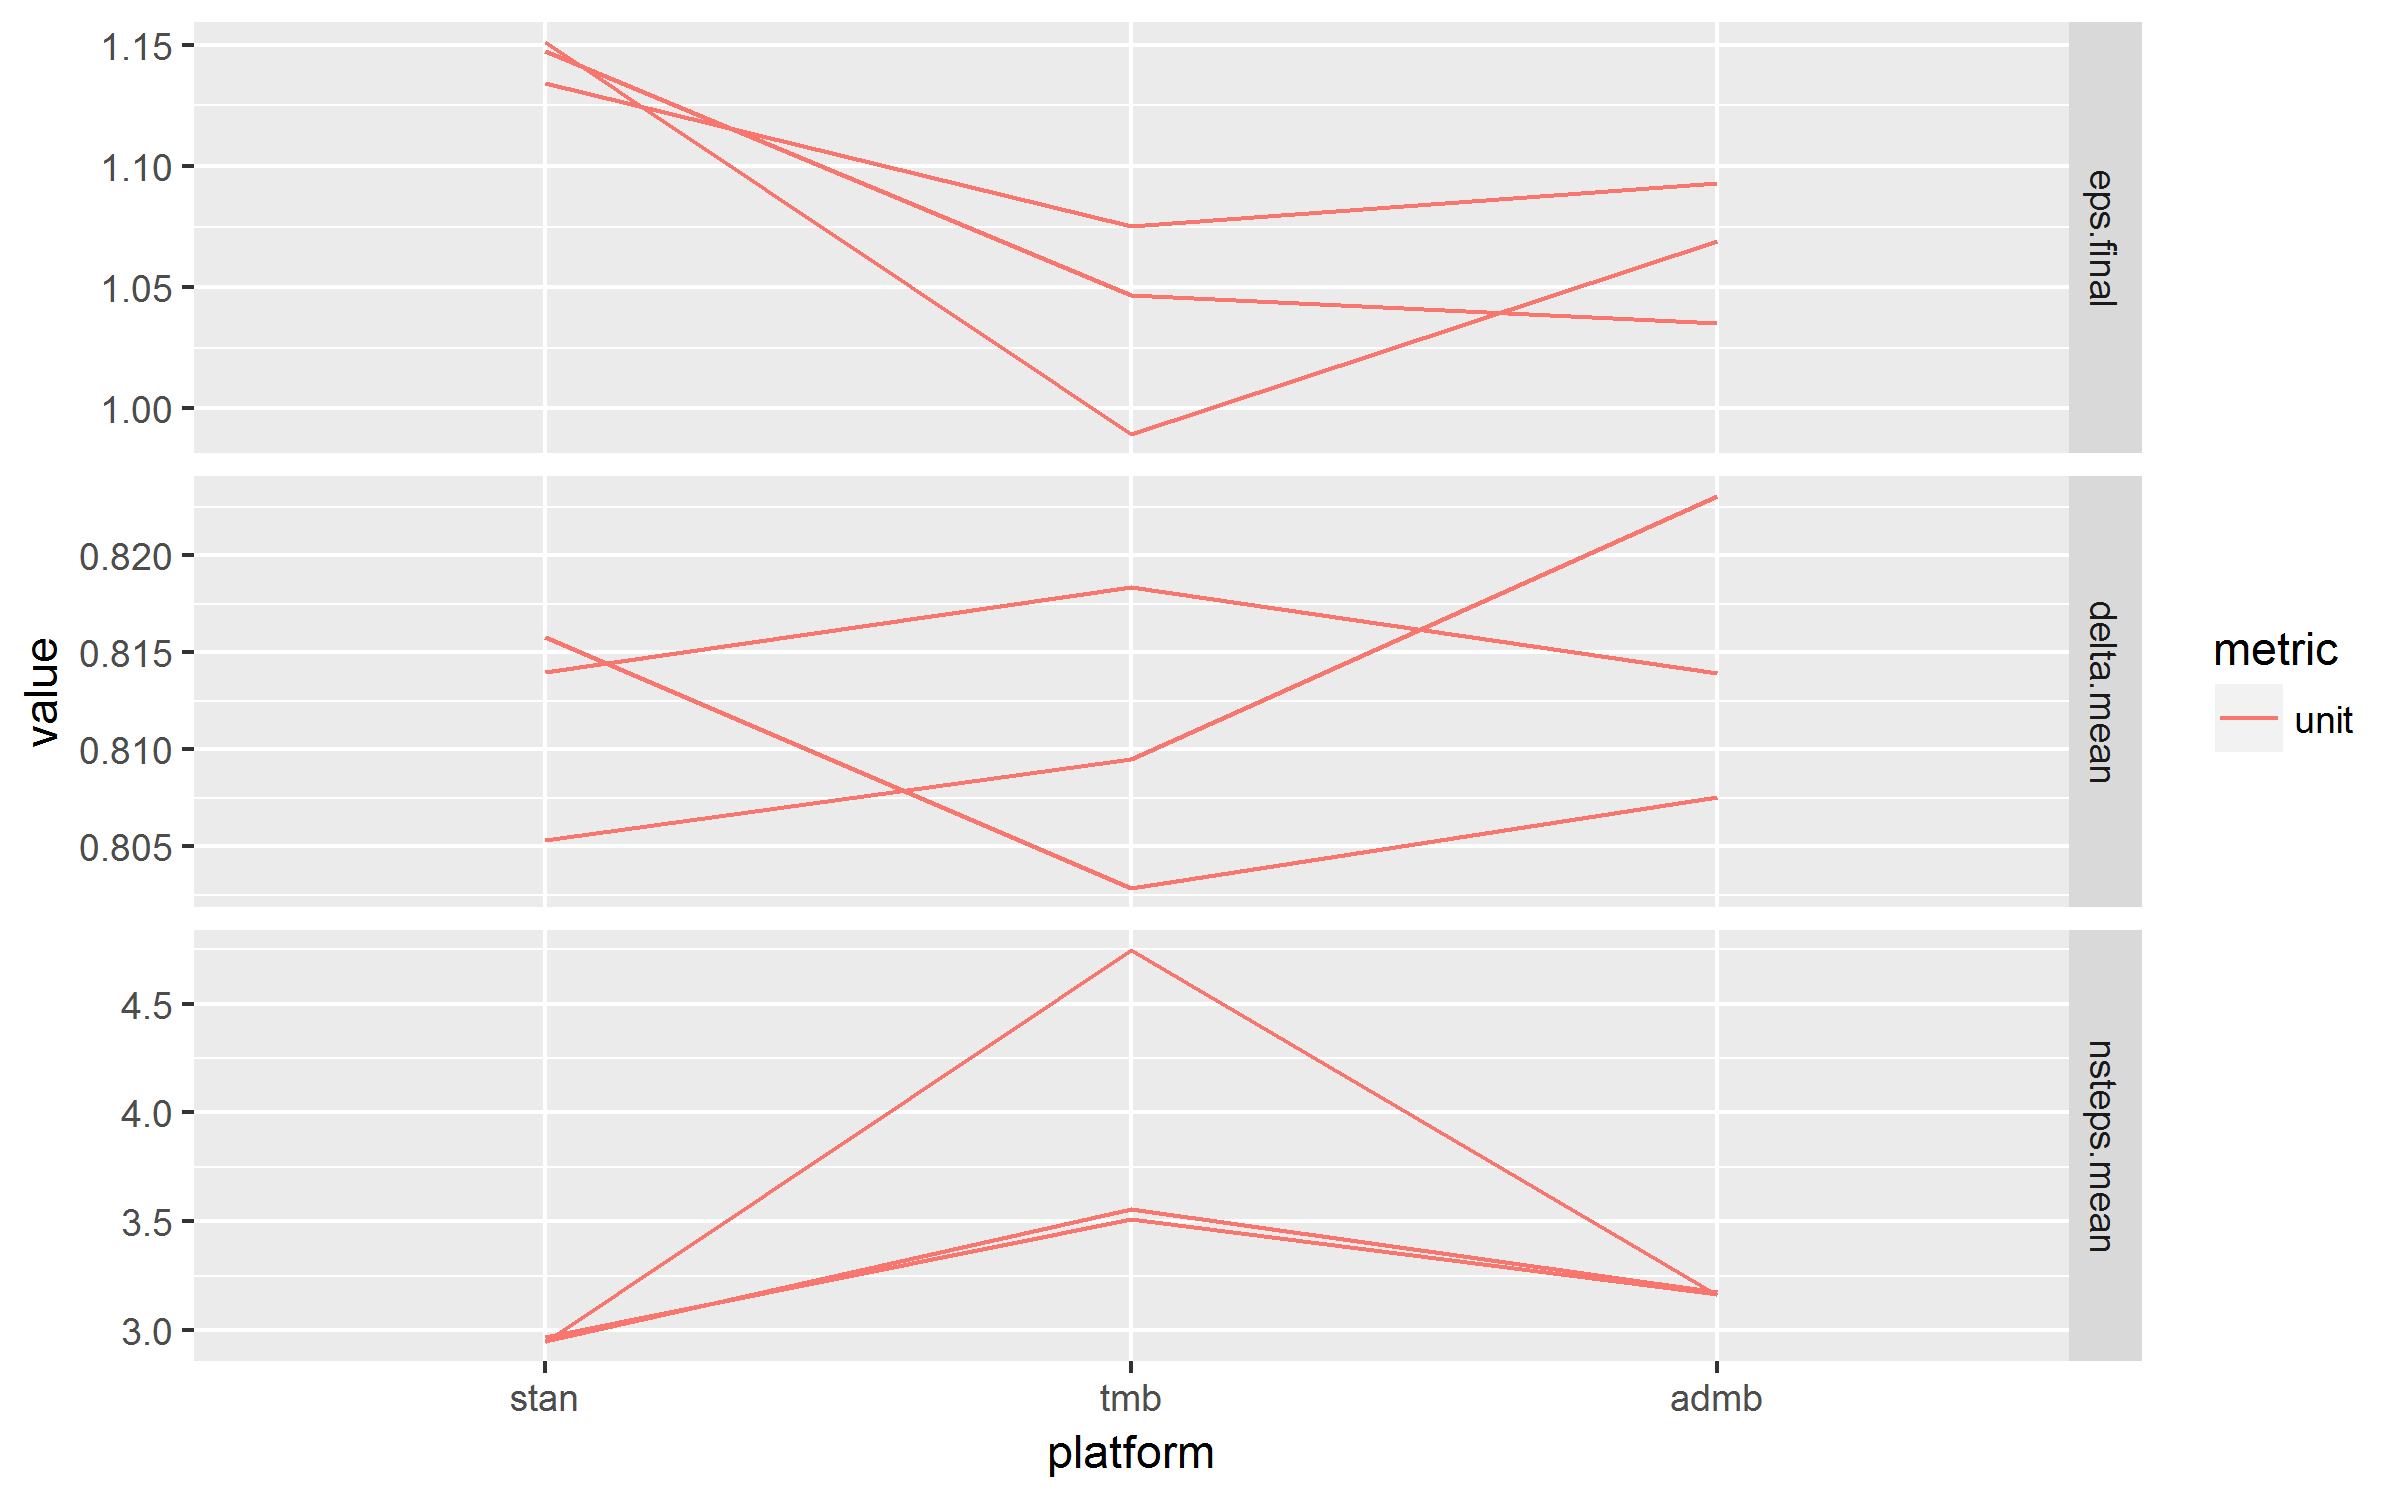 1.15
1.10
1.05
1.00
eps.final
0.820
0.815
0.810
0.805
delta.mean
4.5
4.0
3.5
3.0
nsteps.mean
value
stan
tmb
admb
platform
metric
unit